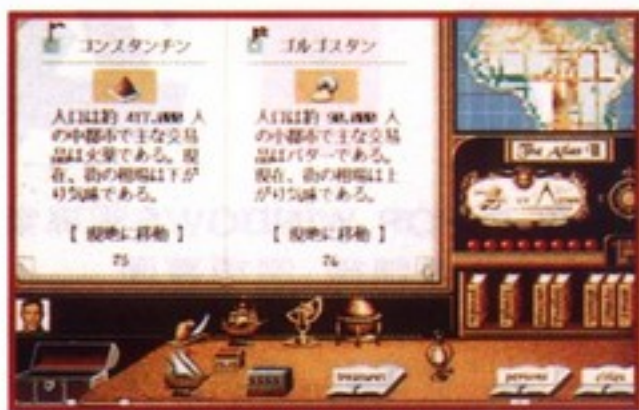 コンスタンチン
人口は約 417,000 人
の中都市で主な交易
品は火薬である。現
在、街の相場は下が
り気味である。
[ 現地に移動 ]
75
ゴルゴスタン
人口は約 90,000 人
の小都市で主な交易
品はバターである。
現在、街の相場は上
がり気味である。
[ 現地に移動 ]
76
The Atlas II
treasures
persons
cities